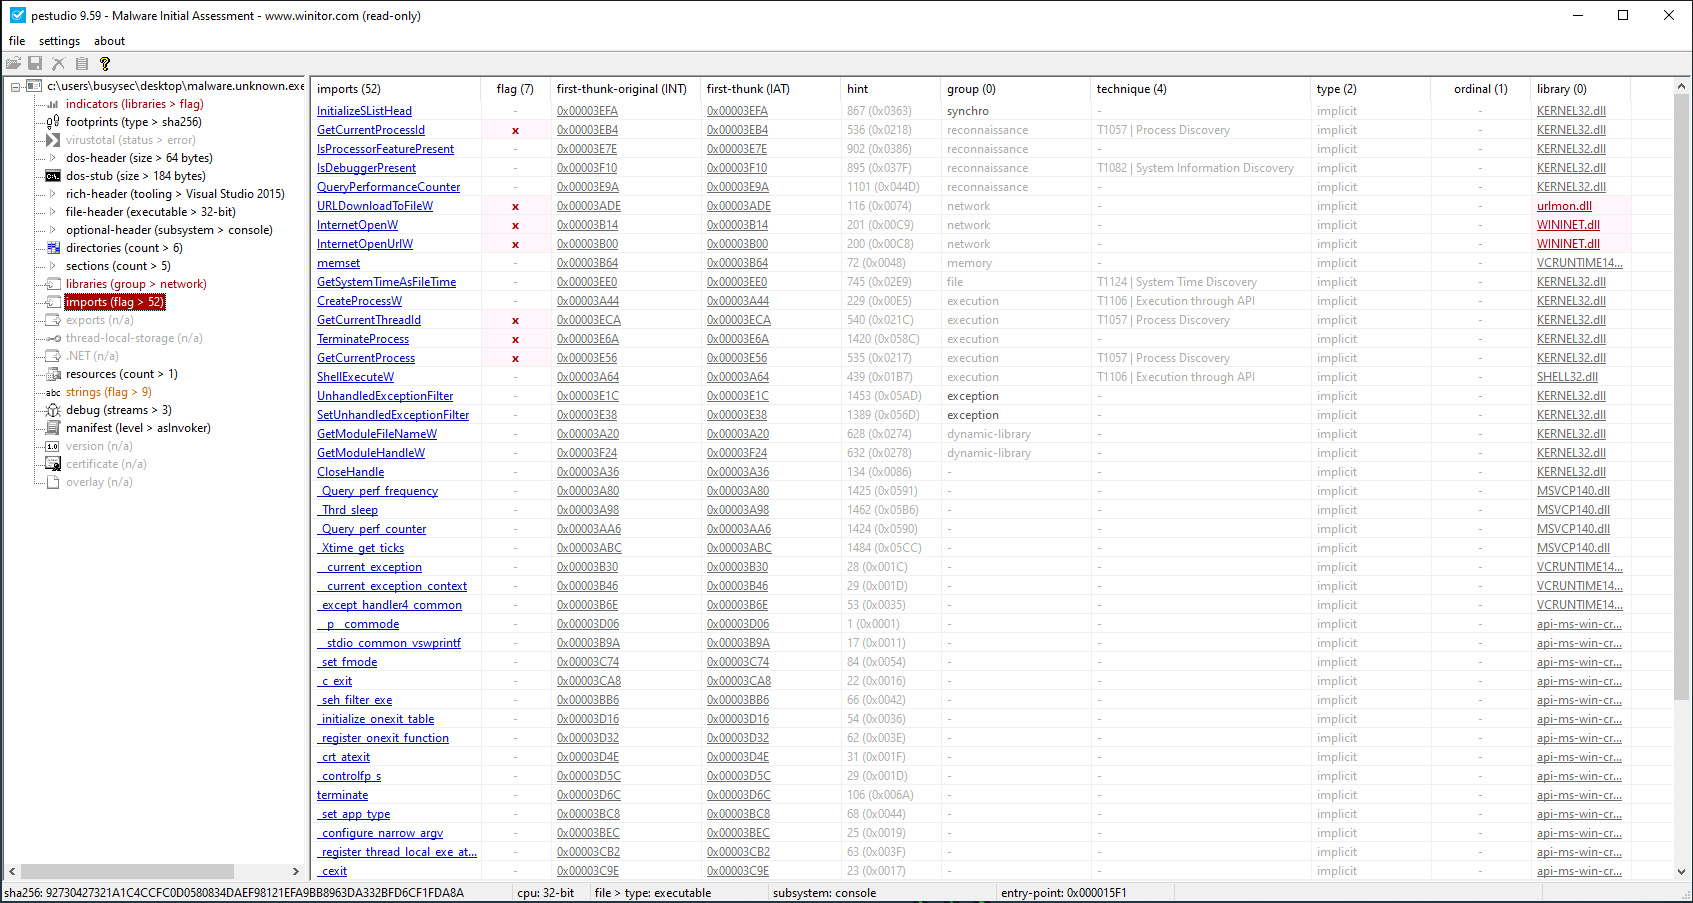 pestudio 9.59 - Malware Initial Assessment - www.winitor.com (read-only)
file settings about
c:\users\busysec\desktop\malware.unknown.exe
indicators (libraries > flag)
footprints (type > sha256)
virustotal (status > error)
dos-header (size > 64 bytes)
dos-stub (size > 184 bytes)
rich-header (tooling > Visual Studio 2015)
file-header (executable > 32-bit)
optional-header (subsystem > console)
directories (count > 6)
sections (count > 5)
libraries (group > network)
imports (flag > 52)
exports (n/a)
thread-local-storage (n/a)
.NET (n/a)
resources (count > 1)
abc strings (flag > 9)
debug (streams > 3)
manifest (level > asInvoker)
1.0 version (n/a)
certificate (n/a)
overlay (n/a)
imports (52) flag (7) first-thunk-original (INT) first-thunk (IAT) hint group (0) technique (4) type (2) ordinal (1) library (0)
InitializeSListHead - 0x00003EFA 0x00003EFA 867 (0x0363) synchro - implicit - KERNEL32.dll
GetCurrentProcessId x 0x00003EB4 0x00003EB4 536 (0x0218) reconnaissance T1057 | Process Discovery implicit - KERNEL32.dll
IsProcessorFeaturePresent - 0x00003E7E 0x00003E7E 902 (0x0386) reconnaissance - implicit - KERNEL32.dll
IsDebuggerPresent - 0x00003F10 0x00003F10 895 (0x037F) reconnaissance T1082 | System Information Discovery implicit - KERNEL32.dll
QueryPerformanceCounter - 0x00003E9A 0x00003E9A 1101 (0x044D) reconnaissance - implicit - KERNEL32.dll
URLDownloadToFileW x 0x00003ADE 0x00003ADE 116 (0x0074) network - implicit - urlmon.dll
InternetOpenW x 0x00003B14 0x00003B14 201 (0x00C9) network - implicit - WININET.dll
InternetOpenUrlW x 0x00003B00 0x00003B00 200 (0x00C8) network - implicit - WININET.dll
memset - 0x00003B64 0x00003B64 72 (0x0048) memory - implicit - VCRUNTIME14...
GetSystemTimeAsFileTime - 0x00003EE0 0x00003EE0 745 (0x02E9) file T1124 | System Time Discovery implicit - KERNEL32.dll
CreateProcessW - 0x00003A44 0x00003A44 229 (0x00E5) execution T1106 | Execution through API implicit - KERNEL32.dll
GetCurrentThreadId x 0x00003ECA 0x00003ECA 540 (0x021C) execution T1057 | Process Discovery implicit - KERNEL32.dll
TerminateProcess x 0x00003E6A 0x00003E6A 1420 (0x058C) execution - implicit - KERNEL32.dll
GetCurrentProcess x 0x00003E56 0x00003E56 535 (0x0217) execution T1057 | Process Discovery implicit - KERNEL32.dll
ShellExecuteW - 0x00003A64 0x00003A64 439 (0x01B7) execution T1106 | Execution through API implicit - SHELL32.dll
UnhandledExceptionFilter - 0x00003E1C 0x00003E1C 1453 (0x05AD) exception - implicit - KERNEL32.dll
SetUnhandledExceptionFilter - 0x00003E38 0x00003E38 1389 (0x056D) exception - implicit - KERNEL32.dll
GetModuleFileNameW - 0x00003A20 0x00003A20 628 (0x0274) dynamic-library - implicit - KERNEL32.dll
GetModuleHandleW - 0x00003F24 0x00003F24 632 (0x0278) dynamic-library - implicit - KERNEL32.dll
CloseHandle - 0x00003A36 0x00003A36 134 (0x0086) - - implicit - KERNEL32.dll
_Query_perf_frequency - 0x00003A80 0x00003A80 1425 (0x0591) - - implicit - MSVCP140.dll
_Thrd_sleep - 0x00003A98 0x00003A98 1462 (0x05B6) - - implicit - MSVCP140.dll
_Query_perf_counter - 0x00003AA6 0x00003AA6 1424 (0x0590) - - implicit - MSVCP140.dll
_Xtime_get_ticks - 0x00003ABC 0x00003ABC 1484 (0x05CC) - - implicit - MSVCP140.dll
__current_exception - 0x00003B30 0x00003B30 28 (0x001C) - - implicit - VCRUNTIME14...
__current_exception_context - 0x00003B46 0x00003B46 29 (0x001D) - - implicit - VCRUNTIME14...
_except_handler4_common - 0x00003B6E 0x00003B6E 53 (0x0035) - - implicit - VCRUNTIME14...
__p__commode - 0x00003D06 0x00003D06 1 (0x0001) - - implicit - api-ms-win-cr...
__stdio_common_vswprintf - 0x00003B9A 0x00003B9A 17 (0x0011) - - implicit - api-ms-win-cr...
_set_fmode - 0x00003C74 0x00003C74 84 (0x0054) - - implicit - api-ms-win-cr...
_c_exit - 0x00003CA8 0x00003CA8 22 (0x0016) - - implicit - api-ms-win-cr...
_seh_filter_exe - 0x00003BB6 0x00003BB6 66 (0x0042) - - implicit - api-ms-win-cr...
_initialize_onexit_table - 0x00003D16 0x00003D16 54 (0x0036) - - implicit - api-ms-win-cr...
_register_onexit_function - 0x00003D32 0x00003D32 62 (0x003E) - - implicit - api-ms-win-cr...
_crt_atexit - 0x00003D4E 0x00003D4E 31 (0x001F) - - implicit - api-ms-win-cr...
_controlfp_s - 0x00003D5C 0x00003D5C 29 (0x001D) - - implicit - api-ms-win-cr...
terminate - 0x00003D6C 0x00003D6C 106 (0x006A) - - implicit - api-ms-win-cr...
_set_app_type - 0x00003BC8 0x00003BC8 68 (0x0044) - - implicit - api-ms-win-cr...
_configure_narrow_argv - 0x00003BEC 0x00003BEC 25 (0x0019) - - implicit - api-ms-win-cr...
_register_thread_local_exe_at... - 0x00003CB2 0x00003CB2 63 (0x003F) - - implicit - api-ms-win-cr...
_cexit - 0x00003C9E 0x00003C9E 23 (0x0017) - - implicit - api-ms-win-cr...
sha256: 92730427321A1C4CCFC0D0580834DAEF98121EFA9BB8963DA332BFD6CF1FDA8A cpu: 32-bit file > type: executable subsystem: console entry-point: 0x000015F1